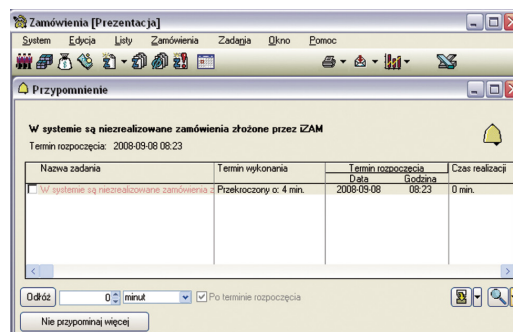 Zamówienia [Prezentacja]
System Edycja Listy Zamówienia Zadania Okno Pomoc
Przypomnienie
W systemie są niezrealizowane zamówienia złożone przez iZAM
Termin rozpoczęcia: 2008-09-08 08:23
Nazwa zadania Termin wykonania Termin rozpoczęcia Czas realizacji
Data Godzina
W systemie są niezrealizowane zamówienia z Przekroczony o: 4 min. 2008-09-08 08:23 0 min.
Odłóż 0 minut Po terminie rozpoczęcia
Nie przypominaj więcej